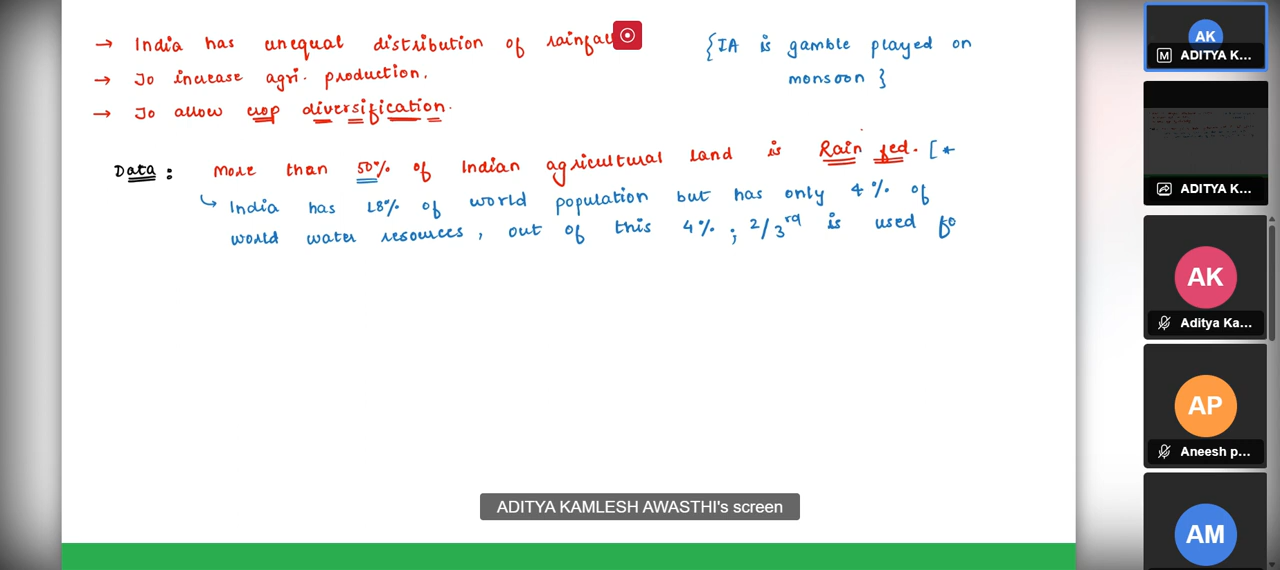 → India has unequal distribution of rainfall
{IA is gamble played on
monsoon }
→ To increase agri. production.
→ To allow crop diversification.
Data : More than 50% of Indian agricultural land is Rain fed. [*
↳ India has 18% of world population but has only 4% of
world water resources, out of this 4% ; 2/3rd is used fo
ADITYA KAMLESH AWASTHI's screen
AK
M ADITYA K...
ADITYA K...
AK
Aditya Ka...
AP
Aneesh p...
AM